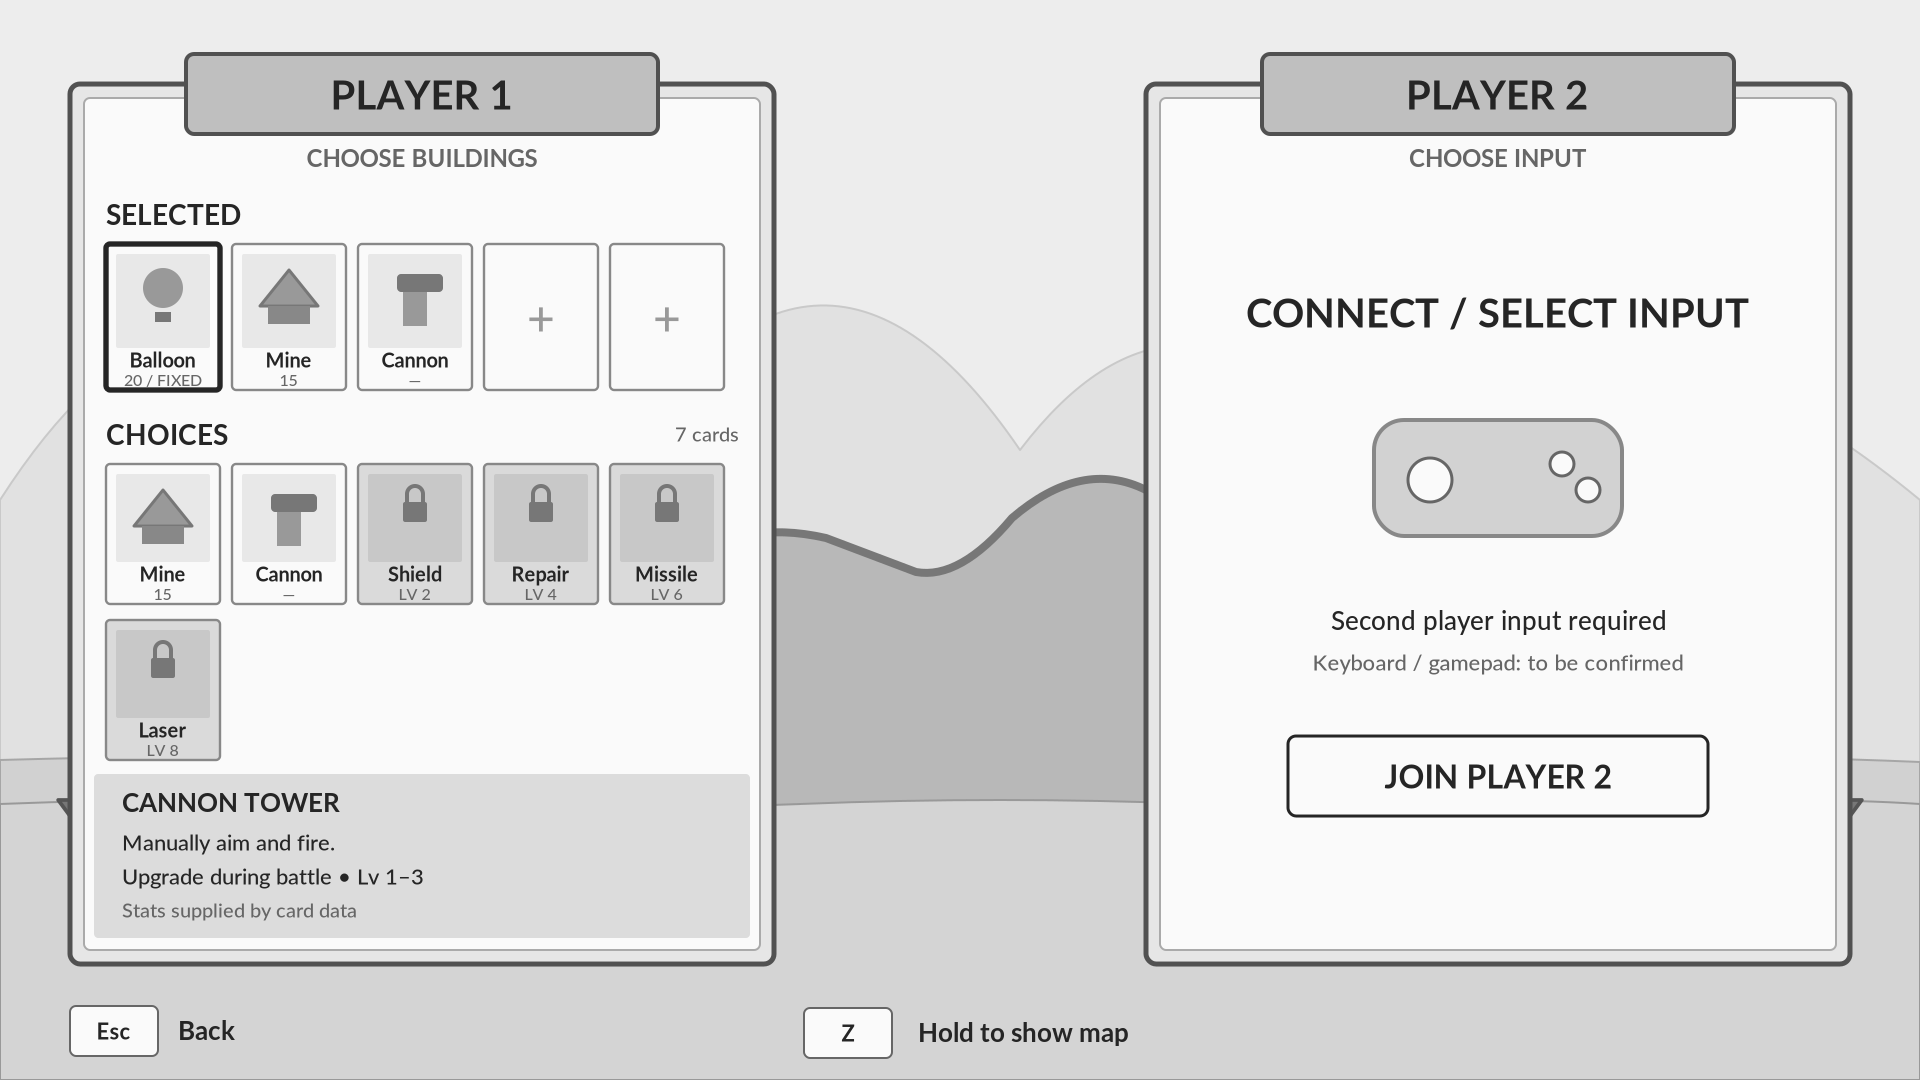 PLAYER 1
CHOOSE BUILDINGS
SELECTED
Balloon
20 / FIXED
Mine
15
Cannon
—
+
+
CHOICES
7 cards
Mine
15
Cannon
—
Shield
LV 2
Repair
LV 4
Missile
LV 6
Laser
LV 8
CANNON TOWER
Manually aim and fire.
Upgrade during battle • Lv 1–3
Stats supplied by card data
PLAYER 2
CHOOSE INPUT
CONNECT / SELECT INPUT
Second player input required
Keyboard / gamepad: to be confirmed
JOIN PLAYER 2
Esc
Back
Z
Hold to show map